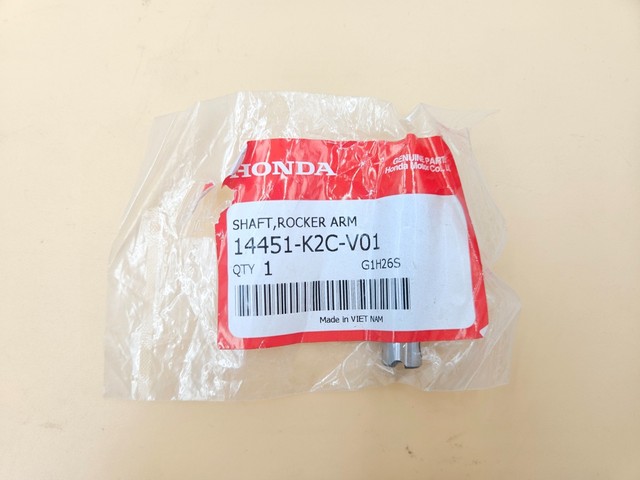 HONDA
GENUINE PARTS
Honda Motor Co.,
SHAFT,ROCKER ARM
14451-K2C-V01
QTY 1 G1H26S
Made in VIET NAM